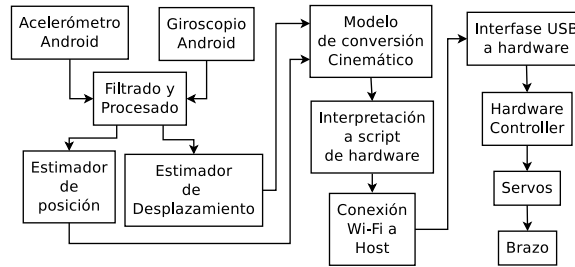 Acelerómetro
Android
Giroscopio
Android
Filtrado y
Procesado
Estimador
de
posición
Estimador
de
Desplazamiento
Modelo
de conversión
Cinemático
Interpretación
a script
de hardware
Conexión
Wi-Fi a
Host
Interfase USB
a hardware
Hardware
Controller
Servos
Brazo